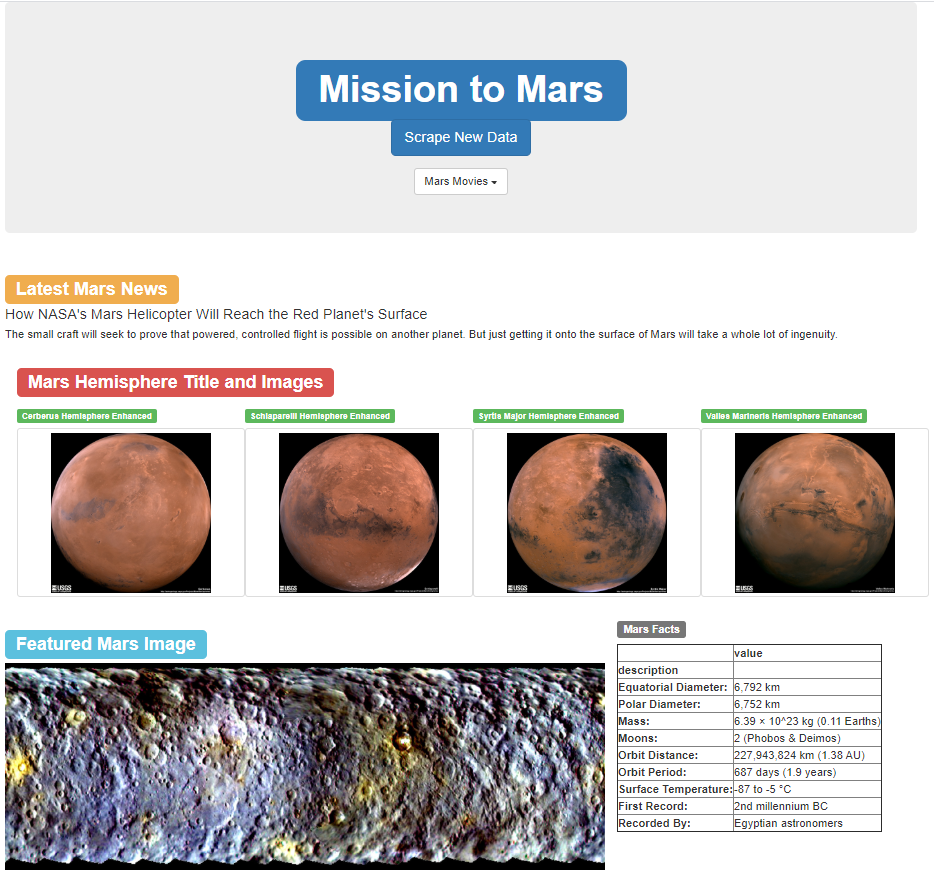 Mission to Mars
Scrape New Data
Mars Movies
Latest Mars News
How NASA's Mars Helicopter Will Reach the Red Planet's Surface
The small craft will seek to prove that powered, controlled flight is possible on another planet. But just getting it onto the surface of Mars will take a whole lot of ingenuity.
Mars Hemisphere Title and Images
Cerberus Hemisphere Enhanced
Schiaparelli Hemisphere Enhanced
Syrtis Major Hemisphere Enhanced
Valles Marineris Hemisphere Enhanced
USGS
USGS
USGS
USGS
Featured Mars Image
Mars Facts
value
description
Equatorial Diameter: 6,792 km
Polar Diameter: 6,752 km
Mass: 6.39 × 10^23 kg (0.11 Earths)
Moons: 2 (Phobos & Deimos)
Orbit Distance: 227,943,824 km (1.38 AU)
Orbit Period: 687 days (1.9 years)
Surface Temperature: -87 to -5 °C
First Record: 2nd millennium BC
Recorded By: Egyptian astronomers